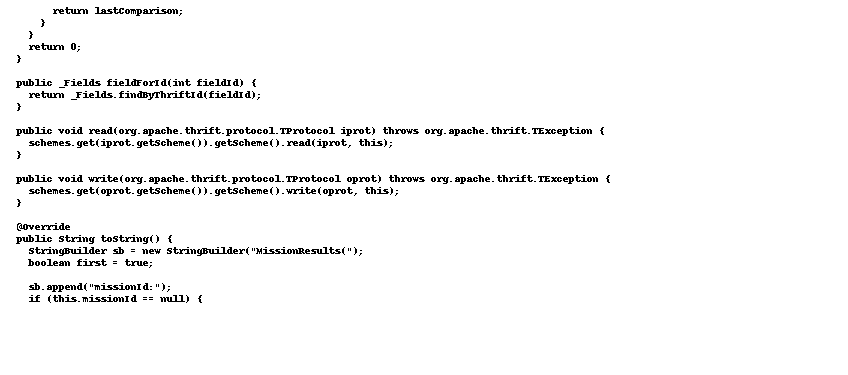 return lastComparison;
}
}
return 0;
}
public _Fields fieldForId(int fieldId) {
return _Fields.findByThriftId(fieldId);
}
public void read(org.apache.thrift.protocol.TProtocol iprot) throws org.apache.thrift.TException {
schemes.get(iprot.getScheme()).getScheme().read(iprot, this);
}
public void write(org.apache.thrift.protocol.TProtocol oprot) throws org.apache.thrift.TException {
schemes.get(oprot.getScheme()).getScheme().write(oprot, this);
}
@Override
public String toString() {
StringBuilder sb = new StringBuilder("MissionResults(");
boolean first = true;
sb.append("missionId:");
if (this.missionId == null) {